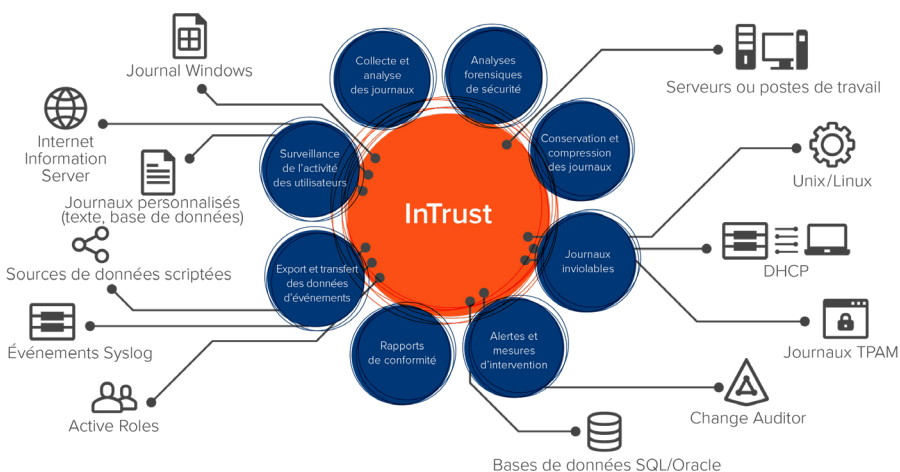 Journal Windows
Internet
Information
Server
Journaux personnalisés
(texte, base de données)
Sources de données scriptées
Événements Syslog
Active Roles
Collecte et
analyse
des journaux
Analyses
forensiques
de sécurité
Surveillance
de l'activité
des utilisateurs
Conservation et
compression
des journaux
InTrust
Export et transfert
des données
d'événements
Journaux
inviolables
Rapports
de conformité
Alertes et
mesures
d'intervention
Serveurs ou postes de travail
Unix/Linux
DHCP
Journaux TPAM
Change Auditor
Bases de données SQL/Oracle